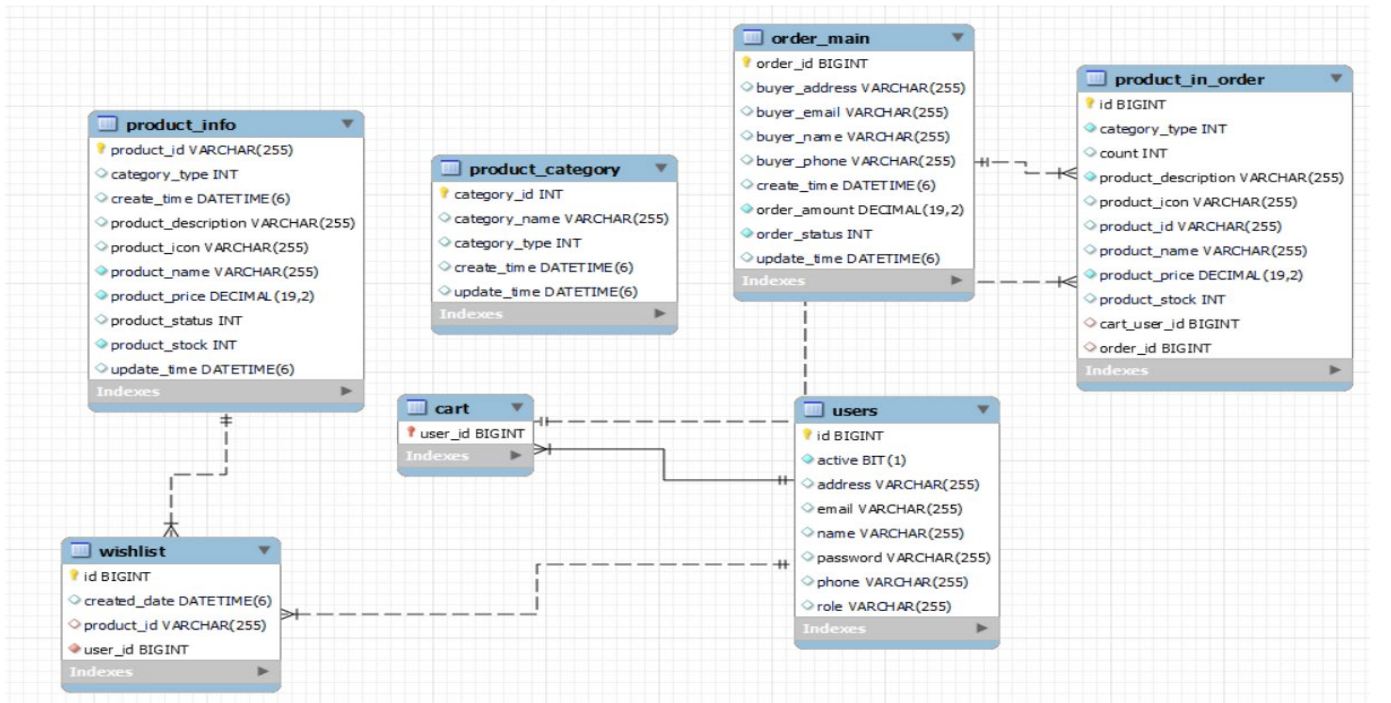 product_info
product_id VARCHAR(255)
category_type INT
create_time DATETIME(6)
product_description VARCHAR(255)
product_icon VARCHAR(255)
product_name VARCHAR(255)
product_price DECIMAL(19,2)
product_status INT
product_stock INT
update_time DATETIME(6)
Indexes
product_category
category_id INT
category_name VARCHAR(255)
category_type INT
create_time DATETIME(6)
update_time DATETIME(6)
Indexes
order_main
order_id BIGINT
buyer_address VARCHAR(255)
buyer_email VARCHAR(255)
buyer_name VARCHAR(255)
buyer_phone VARCHAR(255)
create_time DATETIME(6)
order_amount DECIMAL(19,2)
order_status INT
update_time DATETIME(6)
Indexes
product_in_order
id BIGINT
category_type INT
count INT
product_description VARCHAR(255)
product_icon VARCHAR(255)
product_id VARCHAR(255)
product_name VARCHAR(255)
product_price DECIMAL(19,2)
product_stock INT
cart_user_id BIGINT
order_id BIGINT
Indexes
cart
user_id BIGINT
Indexes
users
id BIGINT
active BIT(1)
address VARCHAR(255)
email VARCHAR(255)
name VARCHAR(255)
password VARCHAR(255)
phone VARCHAR(255)
role VARCHAR(255)
Indexes
wishlist
id BIGINT
created_date DATETIME(6)
product_id VARCHAR(255)
user_id BIGINT
Indexes